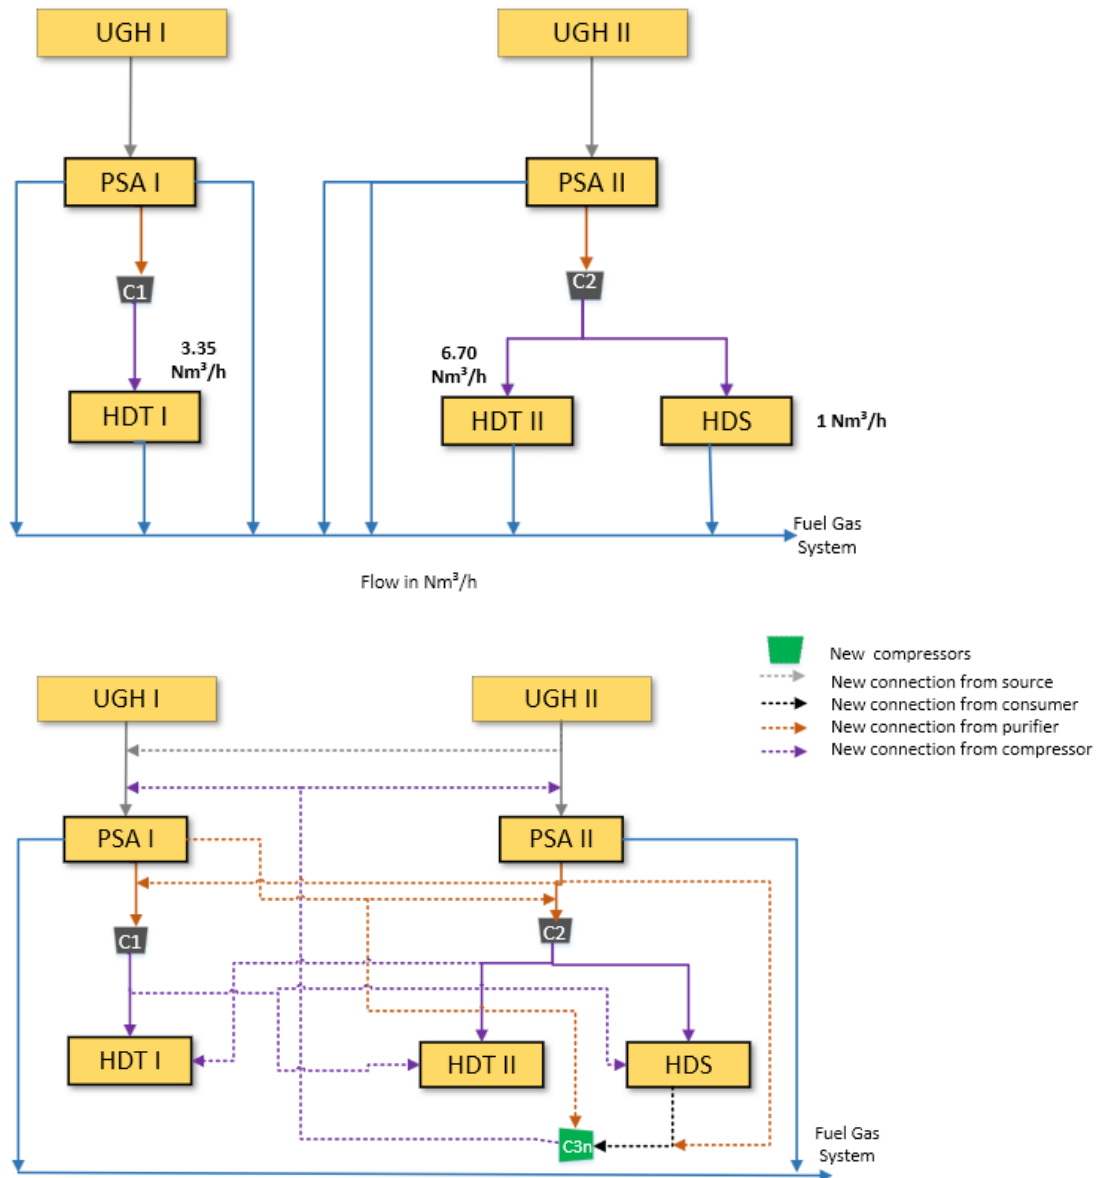 UGH I
UGH II
PSA I
PSA II
C1
C2
3.35
Nm³/h
6.70
Nm³/h
HDT I
HDT II
HDS
1 Nm³/h
Fuel Gas
System
Flow in Nm³/h
New compressors
New connection from source
New connection from consumer
New connection from purifier
New connection from compressor
UGH I
UGH II
PSA I
PSA II
C1
C2
HDT I
HDT II
HDS
C3n
Fuel Gas
System